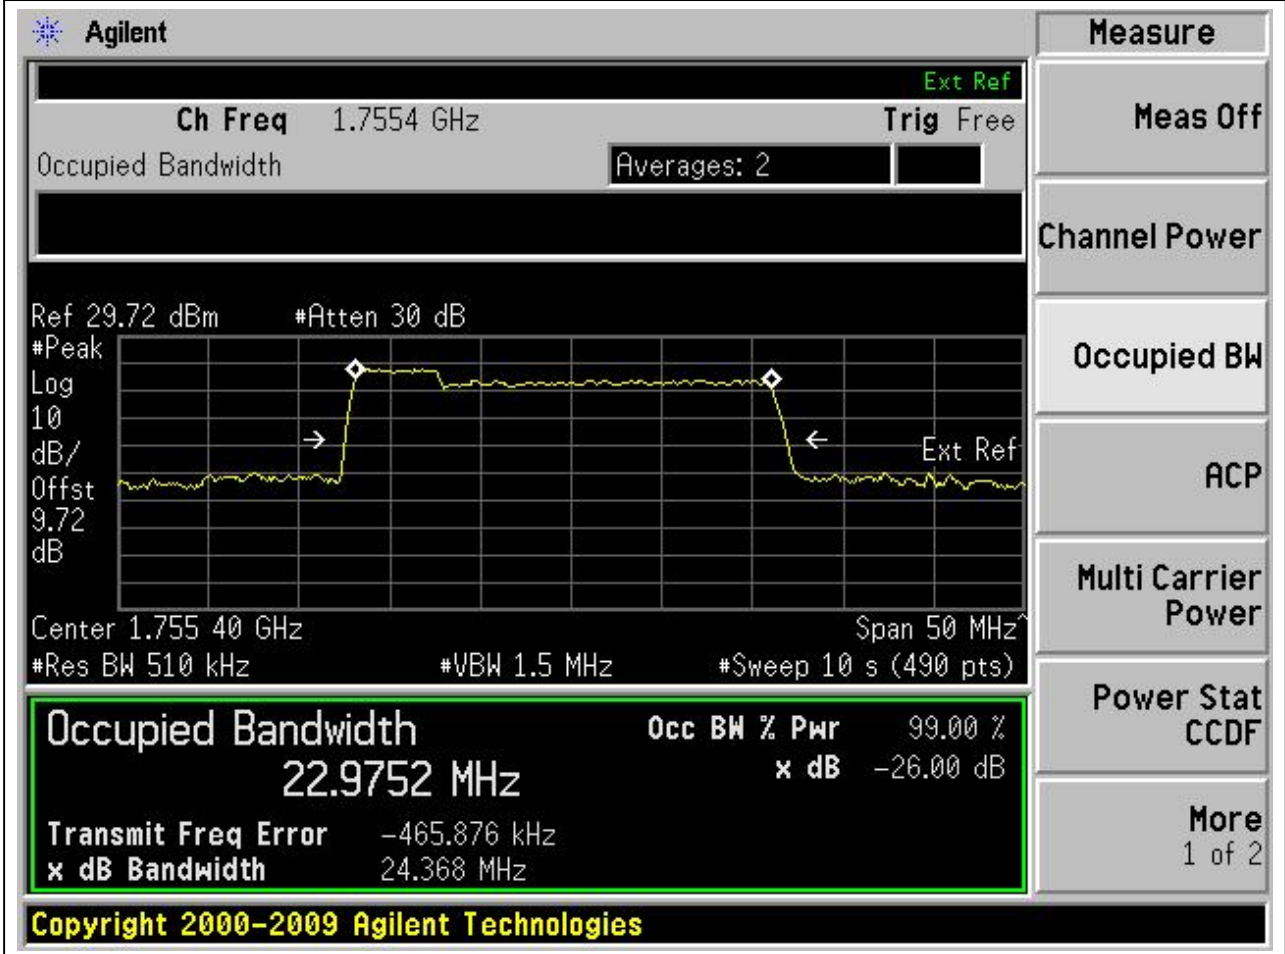 Agilent
Measure
Ext Ref
Ch Freq 1.7554 GHz Trig Free
Meas Off
Occupied Bandwidth Averages: 2
Channel Power
Ref 29.72 dBm #Atten 30 dB
#Peak
Log
10
dB/
Offst
9.72
dB
Ext Ref
Occupied BW
ACP
Center 1.755 40 GHz Span 50 MHz^
#Res BW 510 kHz #VBW 1.5 MHz #Sweep 10 s (490 pts)
Multi Carrier
Power
Occupied Bandwidth Occ BW % Pwr 99.00 %
22.9752 MHz x dB -26.00 dB
Transmit Freq Error -465.876 kHz
x dB Bandwidth 24.368 MHz
Power Stat
CCDF
More
1 of 2
Copyright 2000-2009 Agilent Technologies